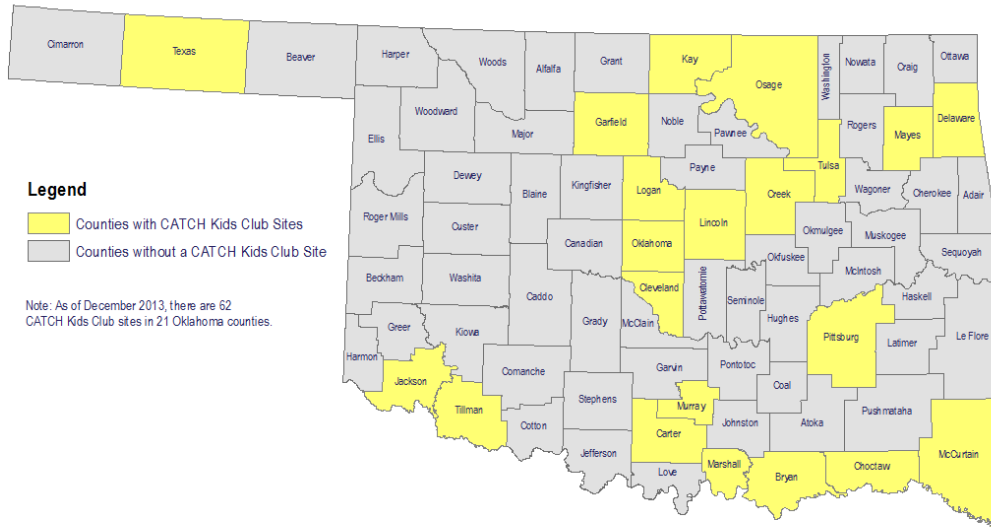 Cimarron
Texas
Beaver
Harper
Woods
Alfalfa
Grant
Kay
Osage
Washington
Nowata
Craig
Ottawa
Woodward
Ellis
Major
Garfield
Noble
Pawnee
Rogers
Mayes
Delaware
Tulsa
Dewey
Blaine
Kingfisher
Logan
Payne
Creek
Wagoner
Cherokee
Adair
Legend
Counties with CATCH Kids Club Sites
Counties without a CATCH Kids Club Site
Note: As of December 2013, there are 62
CATCH Kids Club sites in 21 Oklahoma counties.
Roger Mills
Custer
Canadian
Oklahoma
Lincoln
Okmulgee
Muskogee
Okfuskee
Sequoyah
McIntosh
Beckham
Washita
Caddo
Cleveland
Pottawatomie
Seminole
Haskell
Grady
McClain
Hughes
Pittsburg
Latimer
Le Flore
Greer
Kiowa
Harmon
Jackson
Comanche
Garvin
Pontotoc
Coal
Tillman
Stephens
Murray
Cotton
Carter
Johnston
Atoka
Pushmataha
Jefferson
Love
Marshall
Bryan
Choctaw
McCurtain